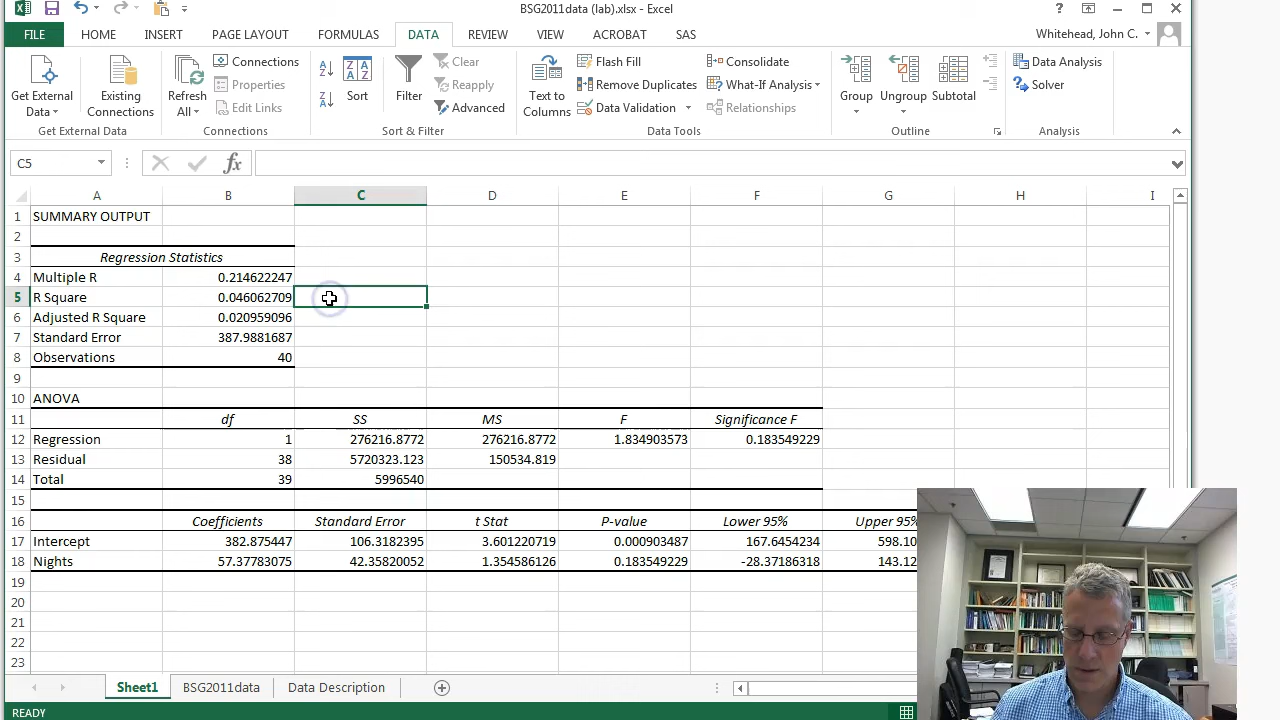 BSG2011data (lab).xlsx - Excel
FILE HOME INSERT PAGE LAYOUT FORMULAS DATA REVIEW VIEW ACROBAT SAS Whitehead, John C.
Get External Data
Existing Connections
Refresh All
Connections
Properties
Edit Links
Sort
Filter
Clear
Reapply
Advanced
Text to Columns
Flash Fill
Remove Duplicates
Data Validation
Consolidate
What-If Analysis
Relationships
Group
Ungroup
Subtotal
Data Analysis
Solver
Get External Data Connections Sort & Filter Data Tools Outline Analysis
C5 fx
A B C D E F G H I
1 SUMMARY OUTPUT
2
3 Regression Statistics
4 Multiple R 0.214622247
5 R Square 0.046062709
6 Adjusted R Square 0.020959096
7 Standard Error 387.9881687
8 Observations 40
9
10 ANOVA
11 df SS MS F Significance F
12 Regression 1 276216.8772 276216.8772 1.834903573 0.183549229
13 Residual 38 5720323.123 150534.819
14 Total 39 5996540
15
16 Coefficients Standard Error t Stat P-value Lower 95% Upper 95%
17 Intercept 382.875447 106.3182395 3.601220719 0.000903487 167.6454234 598.10
18 Nights 57.37783075 42.35820052 1.354586126 0.183549229 -28.37186318 143.12
19
20
21
22
23
Sheet1 BSG2011data Data Description
READY